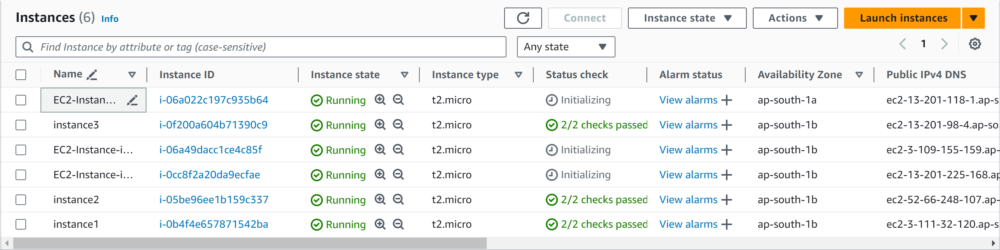 Instances (6) Info Connect Instance state Actions Launch instances
Find Instance by attribute or tag (case-sensitive) Any state 1
Name Instance ID Instance state Instance type Status check Alarm status Availability Zone Public IPv4 DNS
EC2-Instan... i-06a022c197c935b64 Running t2.micro Initializing View alarms ap-south-1a ec2-13-201-118-1.ap-s
instance3 i-0f200a604b71390c9 Running t2.micro 2/2 checks passed View alarms ap-south-1b ec2-13-201-98-4.ap-so
EC2-Instance-i... i-06a49dacc1ce4c85f Running t2.micro Initializing View alarms ap-south-1b ec2-3-109-155-159.ap-
EC2-Instance-i... i-0cc8f2a20da9ecfae Running t2.micro Initializing View alarms ap-south-1b ec2-13-201-225-168.ap
instance2 i-05be96ee1b159c337 Running t2.micro 2/2 checks passed View alarms ap-south-1b ec2-52-66-248-107.ap-
instance1 i-0b4f4e657871542ba Running t2.micro 2/2 checks passed View alarms ap-south-1b ec2-3-111-32-120.ap-s